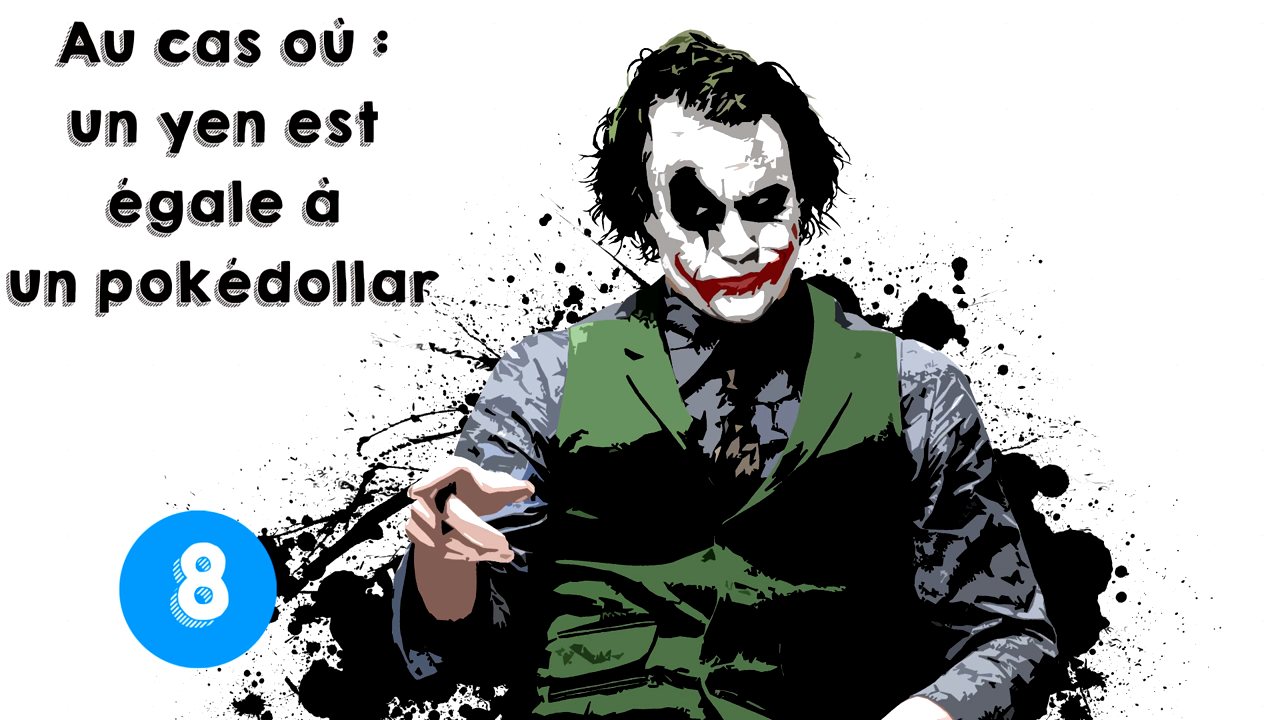 Au cas où :
un yen est
égale à
un pokédollar
8